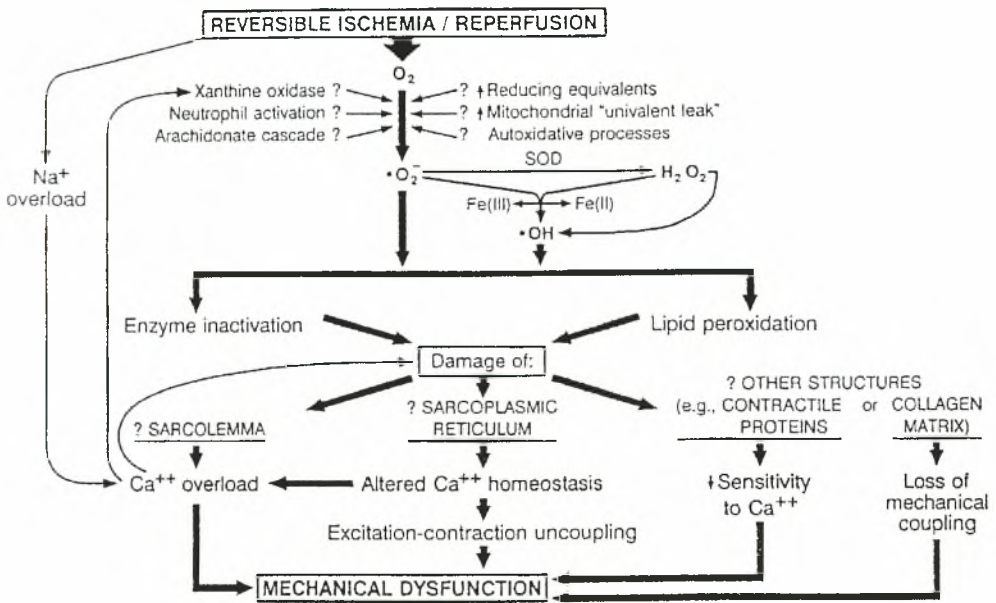 REVERSIBLE ISCHEMIA / REPERFUSION
O2
Xanthine oxidase ?
? ↑ Reducing equivalents
Neutrophil activation ?
? ↑ Mitochondrial "univalent leak"
Arachidonate cascade ?
? Autoxidative processes
SOD
•O2−
H2O2
Na+
overload
Fe(III)
Fe(II)
•OH
Enzyme inactivation
Lipid peroxidation
Damage of:
? SARCOLEMMA
? SARCOPLASMIC
RETICULUM
? OTHER STRUCTURES
(e.g., CONTRACTILE or COLLAGEN
PROTEINS MATRIX)
Ca++ overload
Altered Ca++ homeostasis
↓Sensitivity
to Ca++
Loss of
mechanical
coupling
Excitation-contraction uncoupling
MECHANICAL DYSFUNCTION